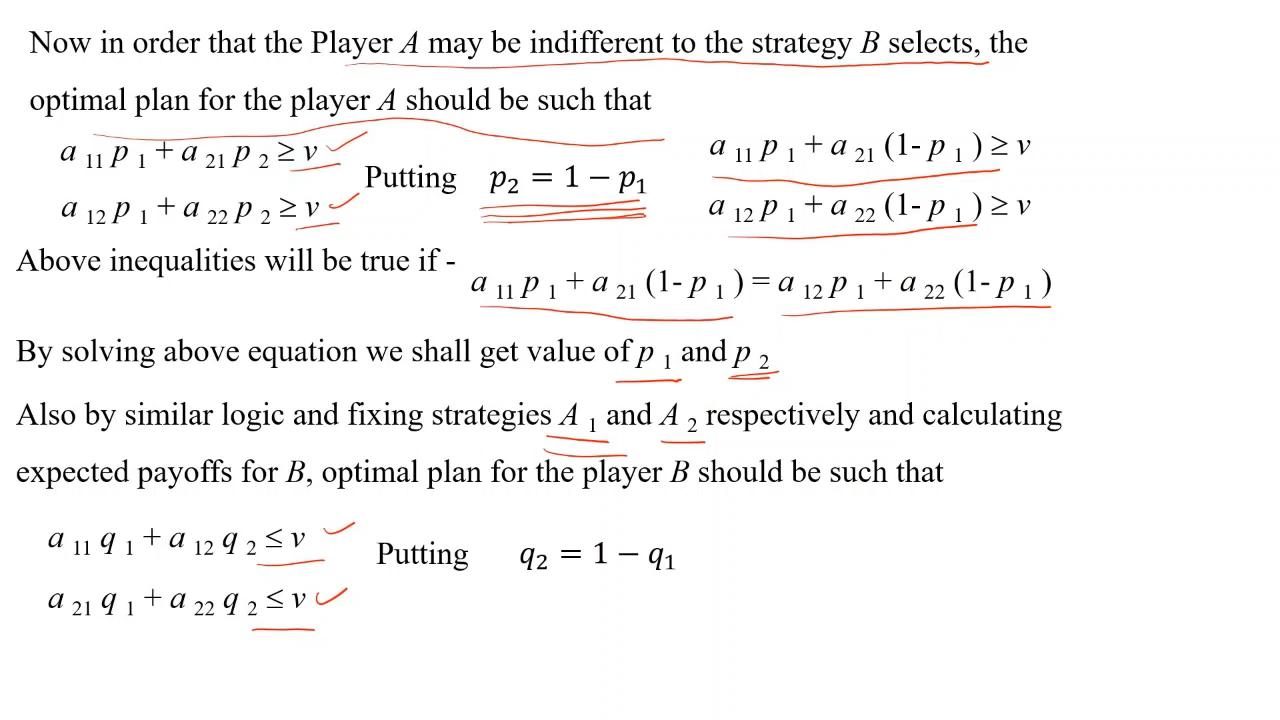 Now in order that the Player A may be indifferent to the strategy B selects, the
optimal plan for the player A should be such that
a 11 p 1 + a 21 p 2 ≥ v
a 12 p 1 + a 22 p 2 ≥ v
Putting p₂ = 1 − p₁
a 11 p 1 + a 21 (1- p 1 ) ≥ v
a 12 p 1 + a 22 (1- p 1 ) ≥ v
Above inequalities will be true if -
a 11 p 1 + a 21 (1- p 1 ) = a 12 p 1 + a 22 (1- p 1 )
By solving above equation we shall get value of p 1 and p 2
Also by similar logic and fixing strategies A 1 and A 2 respectively and calculating
expected payoffs for B, optimal plan for the player B should be such that
a 11 q 1 + a 12 q 2 ≤ v
a 21 q 1 + a 22 q 2 ≤ v
Putting q₂ = 1 − q₁